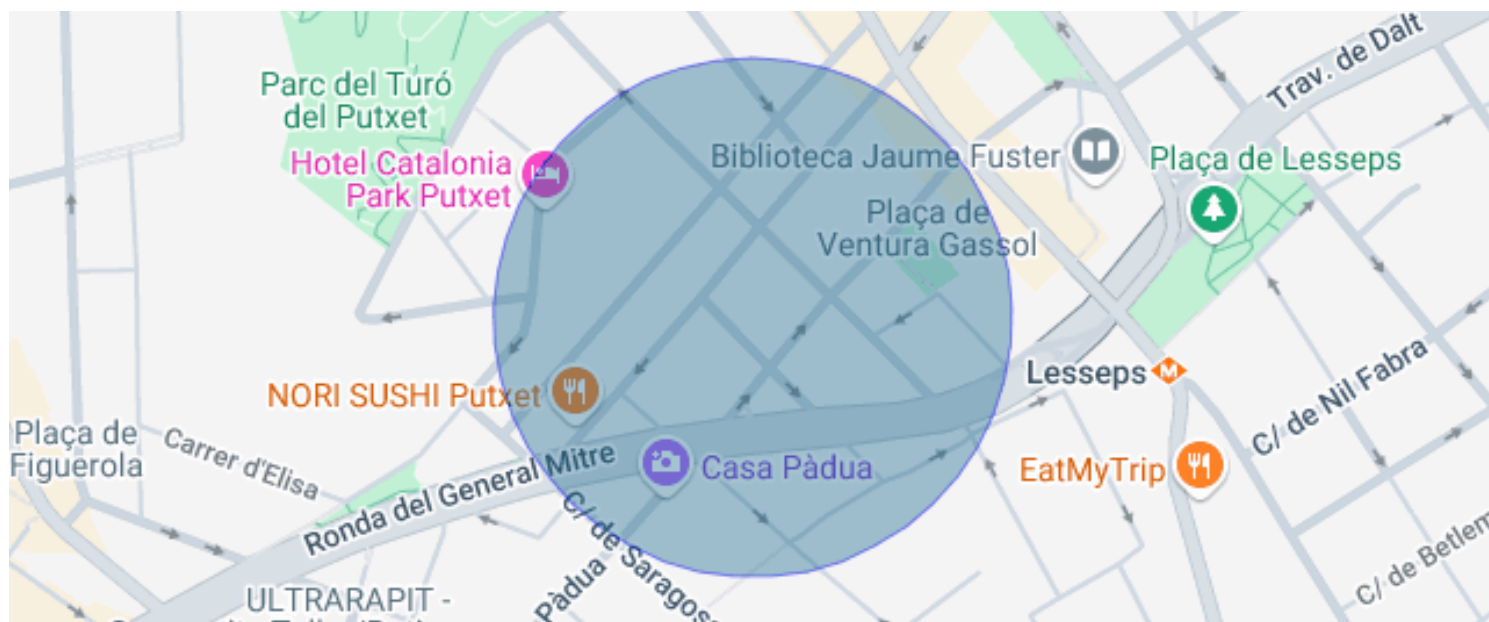 Trav. de Dalt
Parc del Turó
del Putxet
Hotel Catalonia
Park Putxet
Biblioteca Jaume Fuster
Plaça de Lesseps
Plaça de
Ventura Gassol
Lesseps
M
NORI SUSHI Putxet
C/ de Nil Fabra
Plaça de
Figuerola
Carrer d'Elisa
Ronda del General Mitre
Casa Pàdua
EatMyTrip
C/ de Saragos
Pàdua
C/ de Betlem
ULTRARAPIT -